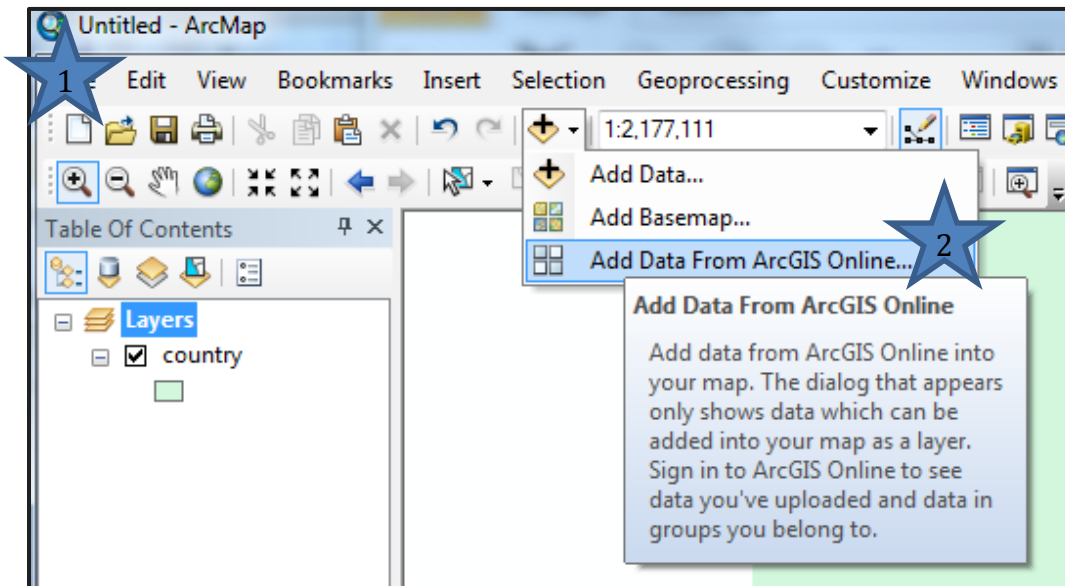 Untitled - ArcMap
1
Edit View Bookmarks Insert Selection Geoprocessing Customize Windows
1:2,177,111
Add Data...
Table Of Contents
Add Basemap...
2
Add Data From ArcGIS Online...
Add Data From ArcGIS Online
Layers
Add data from ArcGIS Online into
country
your map. The dialog that appears
only shows data which can be
added into your map as a layer.
Sign in to ArcGIS Online to see
data you've uploaded and data in
groups you belong to.